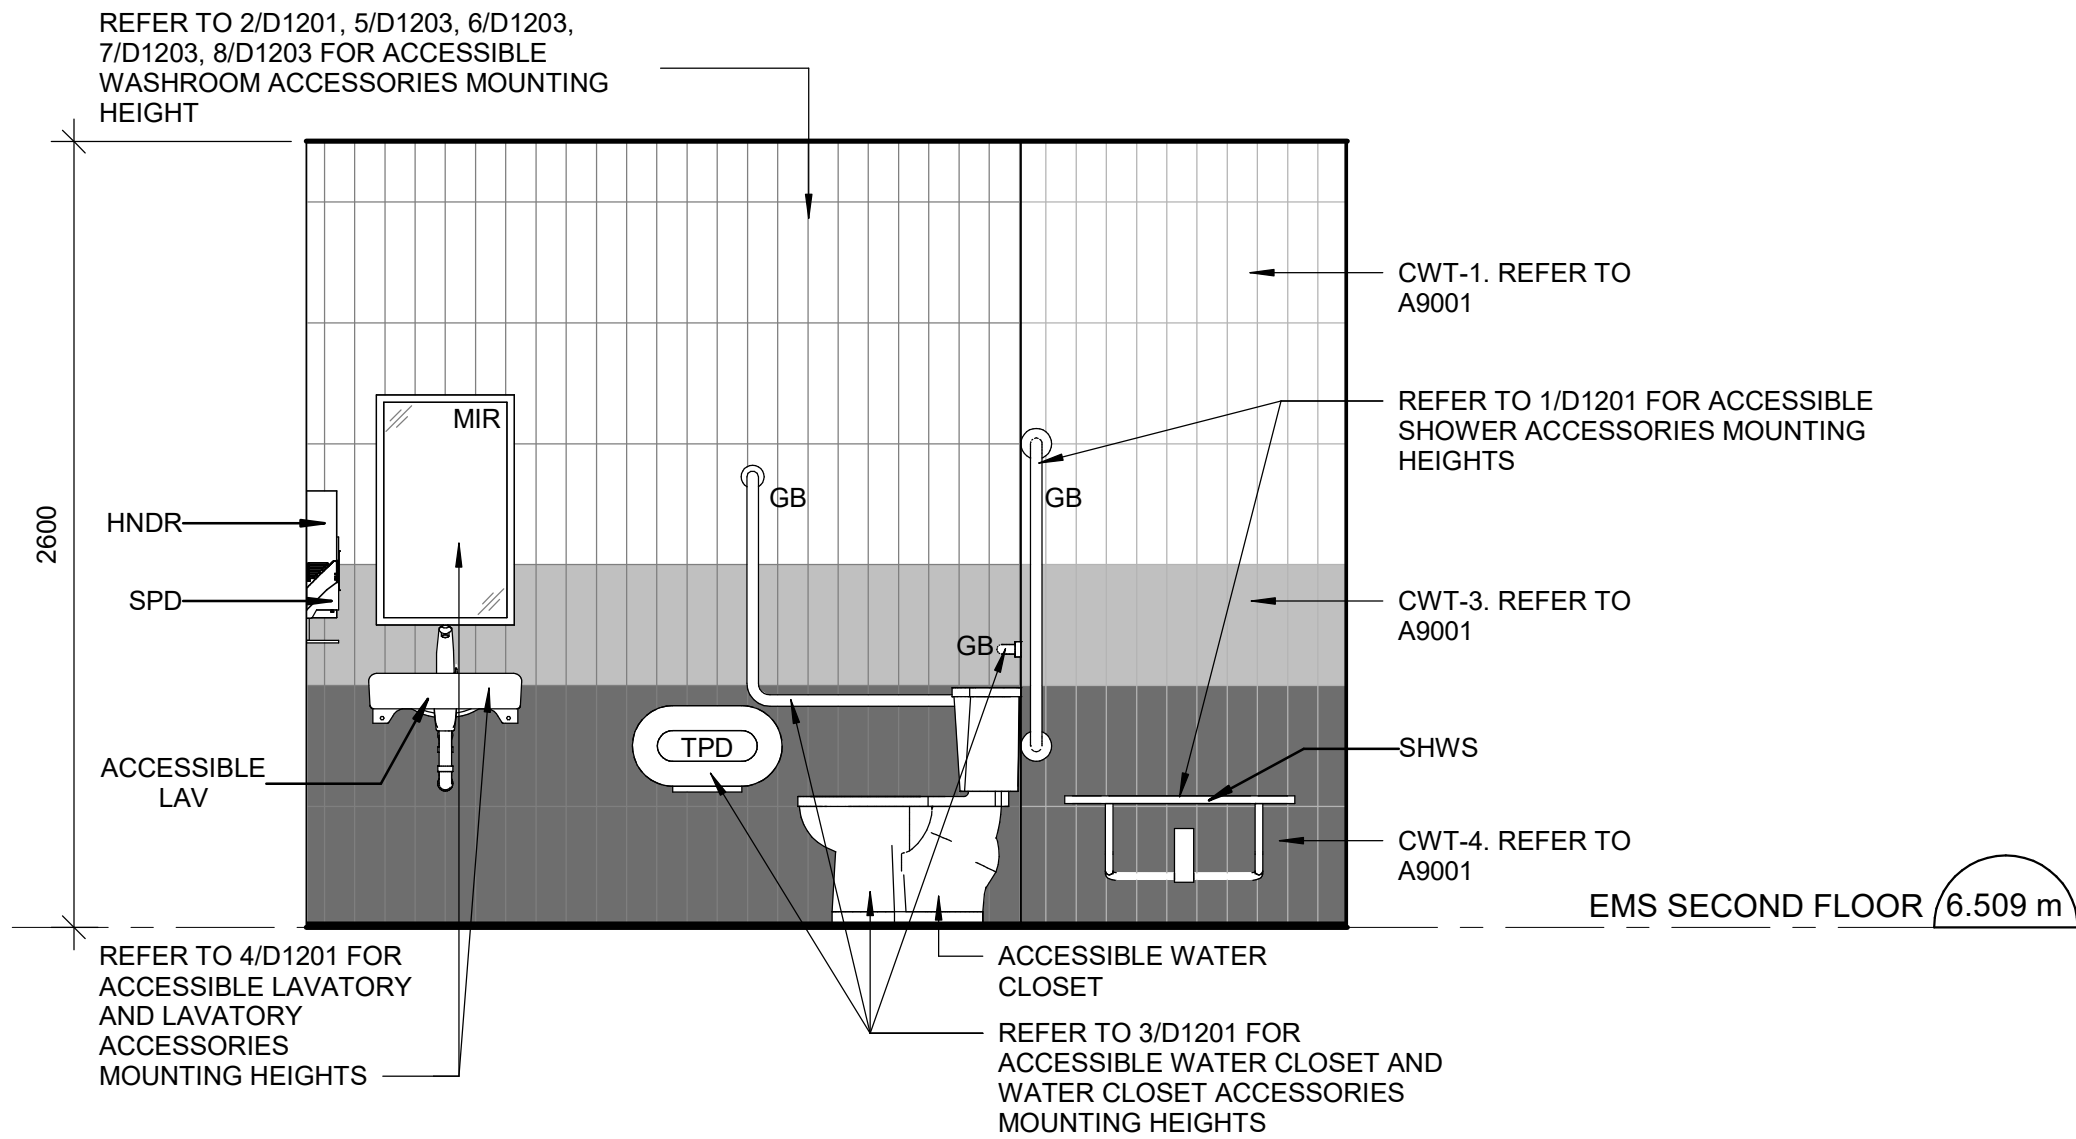 REFER TO 2/D1201, 5/D1203, 6/D1203,
7/D1203, 8/D1203 FOR ACCESSIBLE
WASHROOM ACCESSORIES MOUNTING
HEIGHT
CWT-1. REFER TO
A9001
REFER TO 1/D1201 FOR ACCESSIBLE
SHOWER ACCESSORIES MOUNTING
HEIGHTS
MIR
GB
GB
HNDR
2600
SPD
CWT-3. REFER TO
A9001
GB
TPD
SHWS
ACCESSIBLE
LAV
CWT-4. REFER TO
A9001
EMS SECOND FLOOR
6.509 m
REFER TO 4/D1201 FOR
ACCESSIBLE LAVATORY
AND LAVATORY
ACCESSORIES
MOUNTING HEIGHTS
ACCESSIBLE WATER
CLOSET
REFER TO 3/D1201 FOR
ACCESSIBLE WATER CLOSET AND
WATER CLOSET ACCESSORIES
MOUNTING HEIGHTS